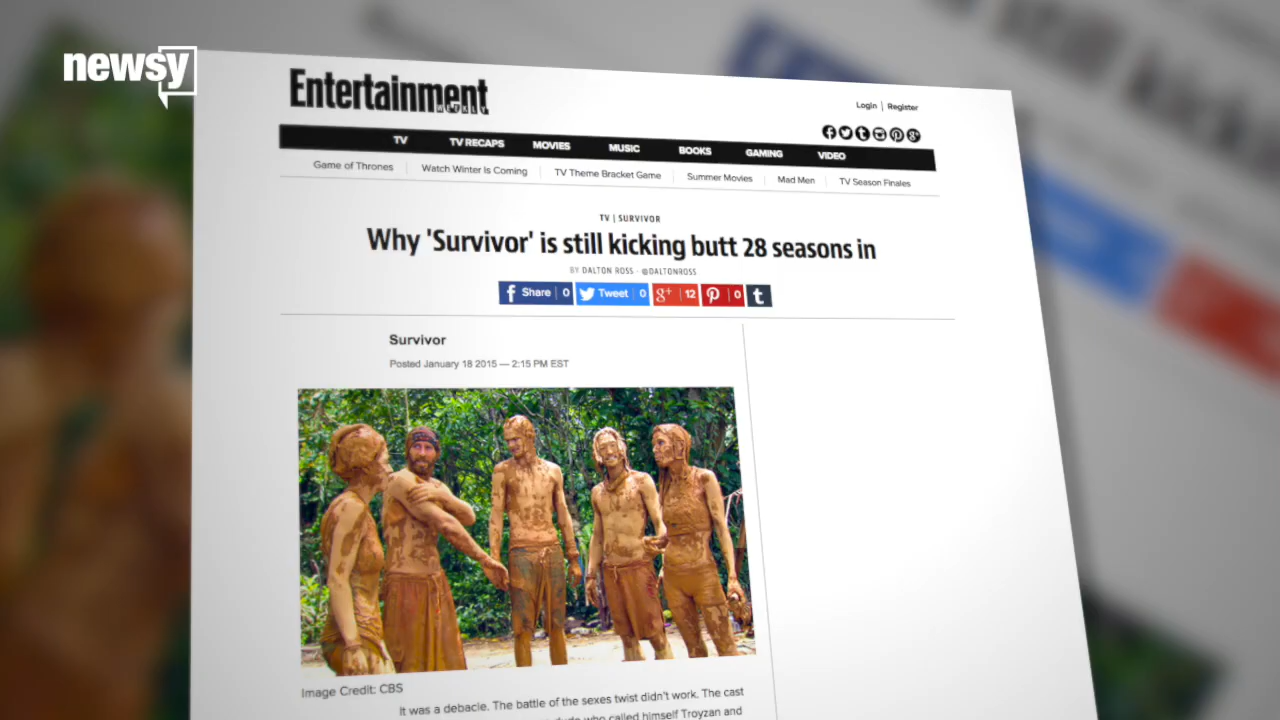 newsy
Entertainment
WEEKLY
Login | Register
TV TV RECAPS MOVIES MUSIC BOOKS GAMING VIDEO
Game of Thrones Watch Winter Is Coming TV Theme Bracket Game Summer Movies Mad Men TV Season Finales
TV | SURVIVOR
Why 'Survivor' is still kicking butt 28 seasons in
BY DALTON ROSS · @DALTONROSS
Share 0 Tweet 0 g+ 12 0 t
Survivor
Posted January 18 2015 — 2:15 PM EST
Image Credit: CBS
It was a debacle. The battle of the sexes twist didn't work. The cast
who called himself Troyzan and